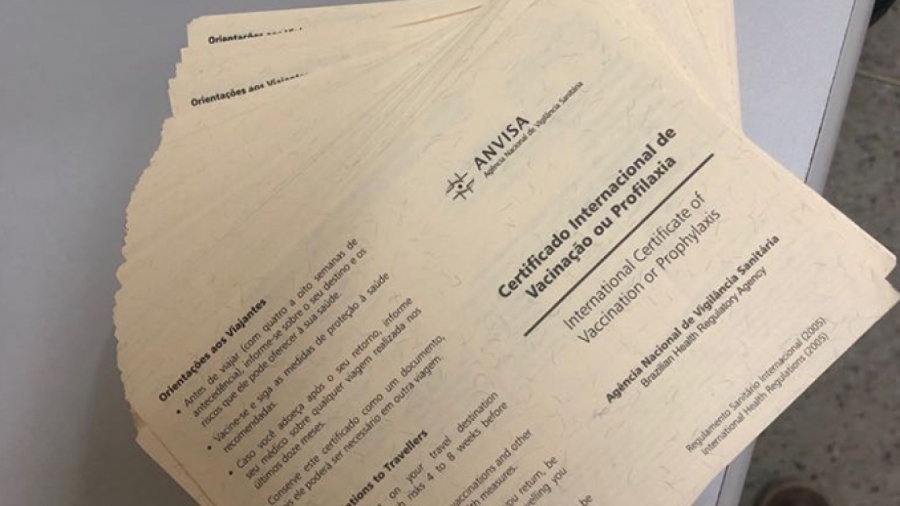 Orientações aos
Orientações aos Viajantes
ANVISA
Agência Nacional de Vigilância Sanitária
Certificado Internacional de
Vacinação ou Profilaxia
International Certificate of
Vaccination or Prophylaxis
Agência Nacional de Vigilância Sanitária
Brazilian Health Regulatory Agency
Regulamento Sanitário Internacional (2005)
International Health Regulations (2005)
Orientações aos Viajantes
• Antes de viajar (com quatro a oito semanas de
antecedência), informe-se sobre o seu destino e os
riscos que ele pode oferecer à sua saúde.
• Vacine-se e siga as medidas de proteção à saúde
recomendadas.
• Caso você adoeça após o seu retorno, informe
seu médico sobre qualquer viagem realizada nos
últimos doze meses.
Conserve este certificado como um documento,
ele poderá ser necessário em outra viagem.
to Travellers
on your travel destination
risks 4 to 8 weeks before
vaccinations and other
measures.
you return, be
you
be